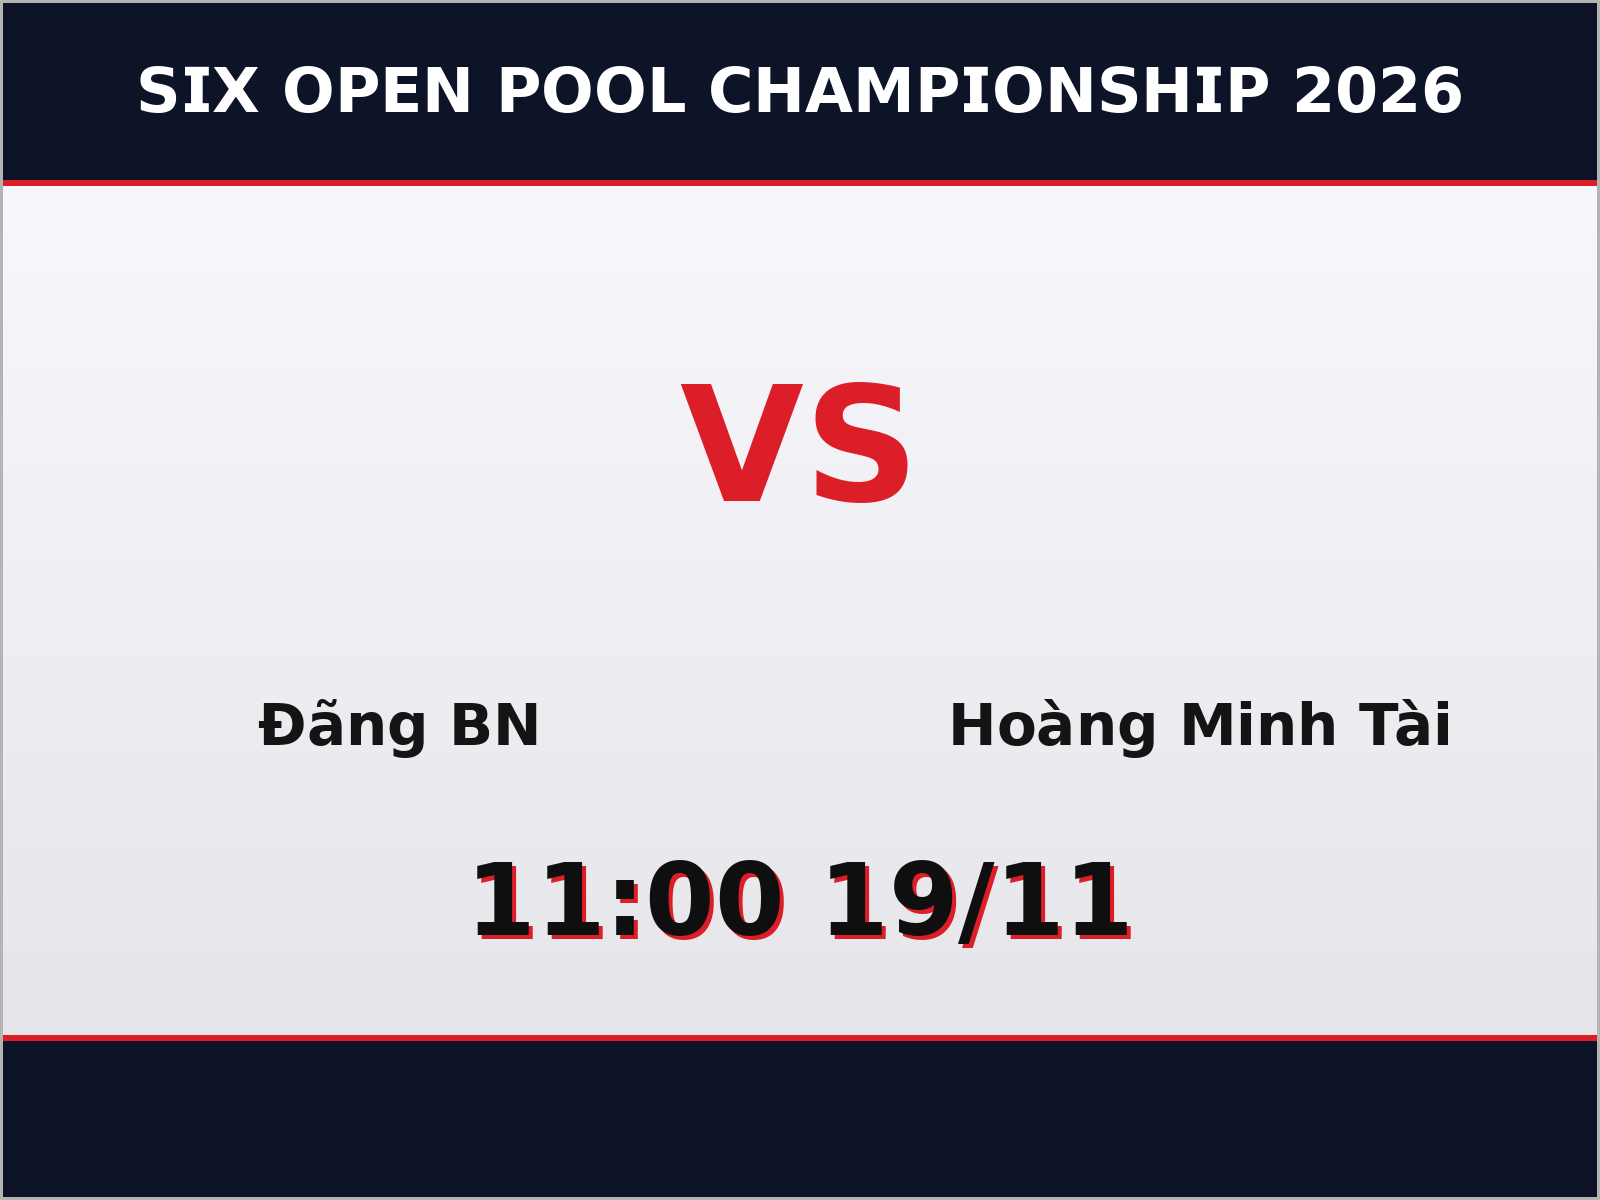 SIX OPEN POOL CHAMPIONSHIP 2026
VS
Đãng BN
Hoàng Minh Tài
11:00 19/11